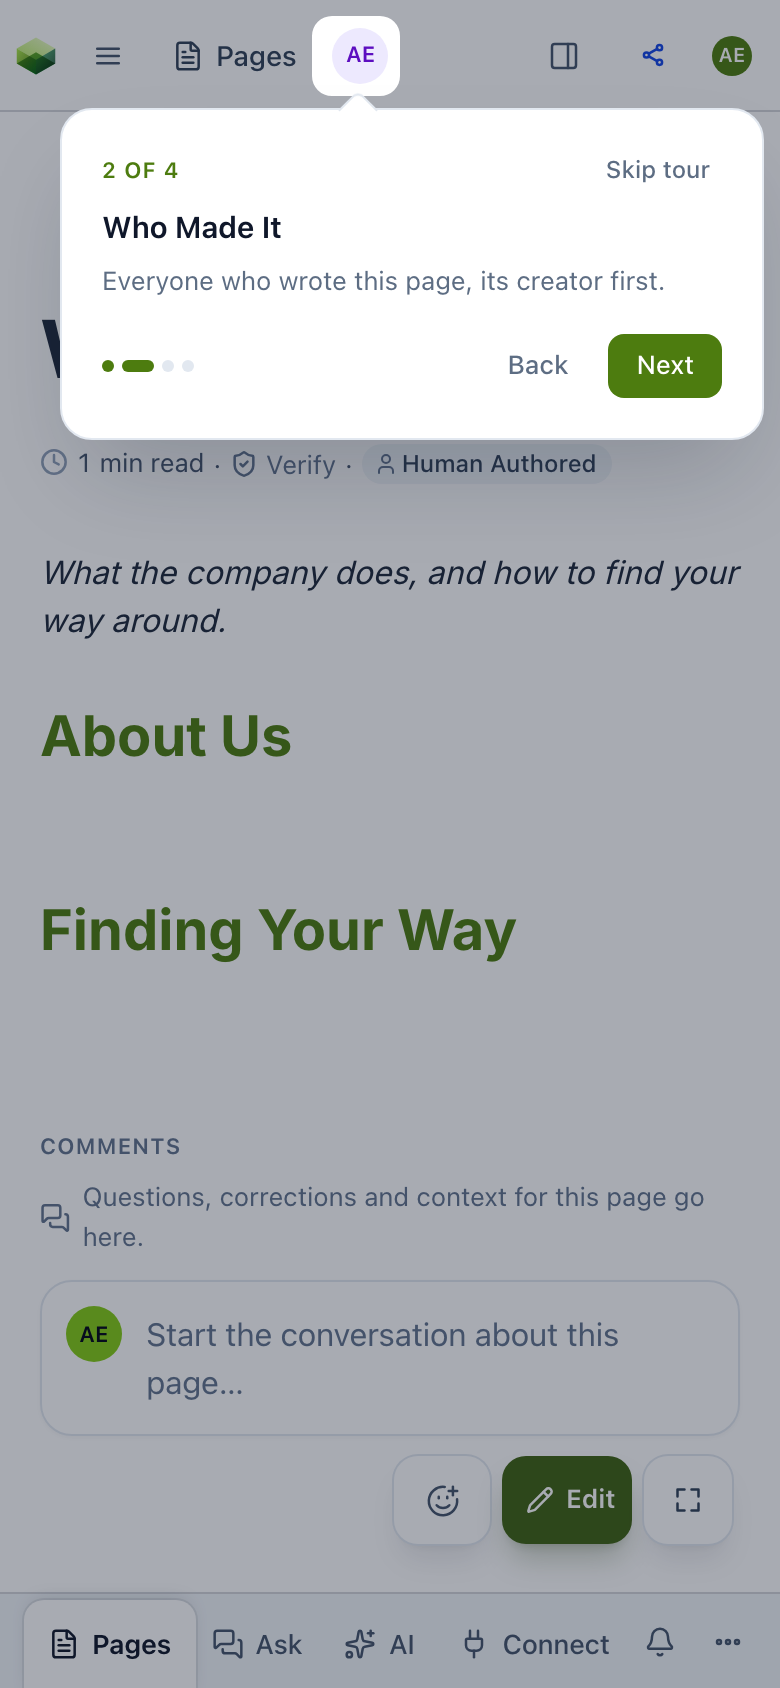 Pages
AE
AE
2 OF 4
Skip tour
Who Made It
Everyone who wrote this page, its creator first.
Back
Next
1 min read · Verify · Human Authored
What the company does, and how to find your
way around.
About Us
Finding Your Way
COMMENTS
Questions, corrections and context for this page go
here.
AE
Start the conversation about this
page...
Edit
Pages
Ask
AI
Connect